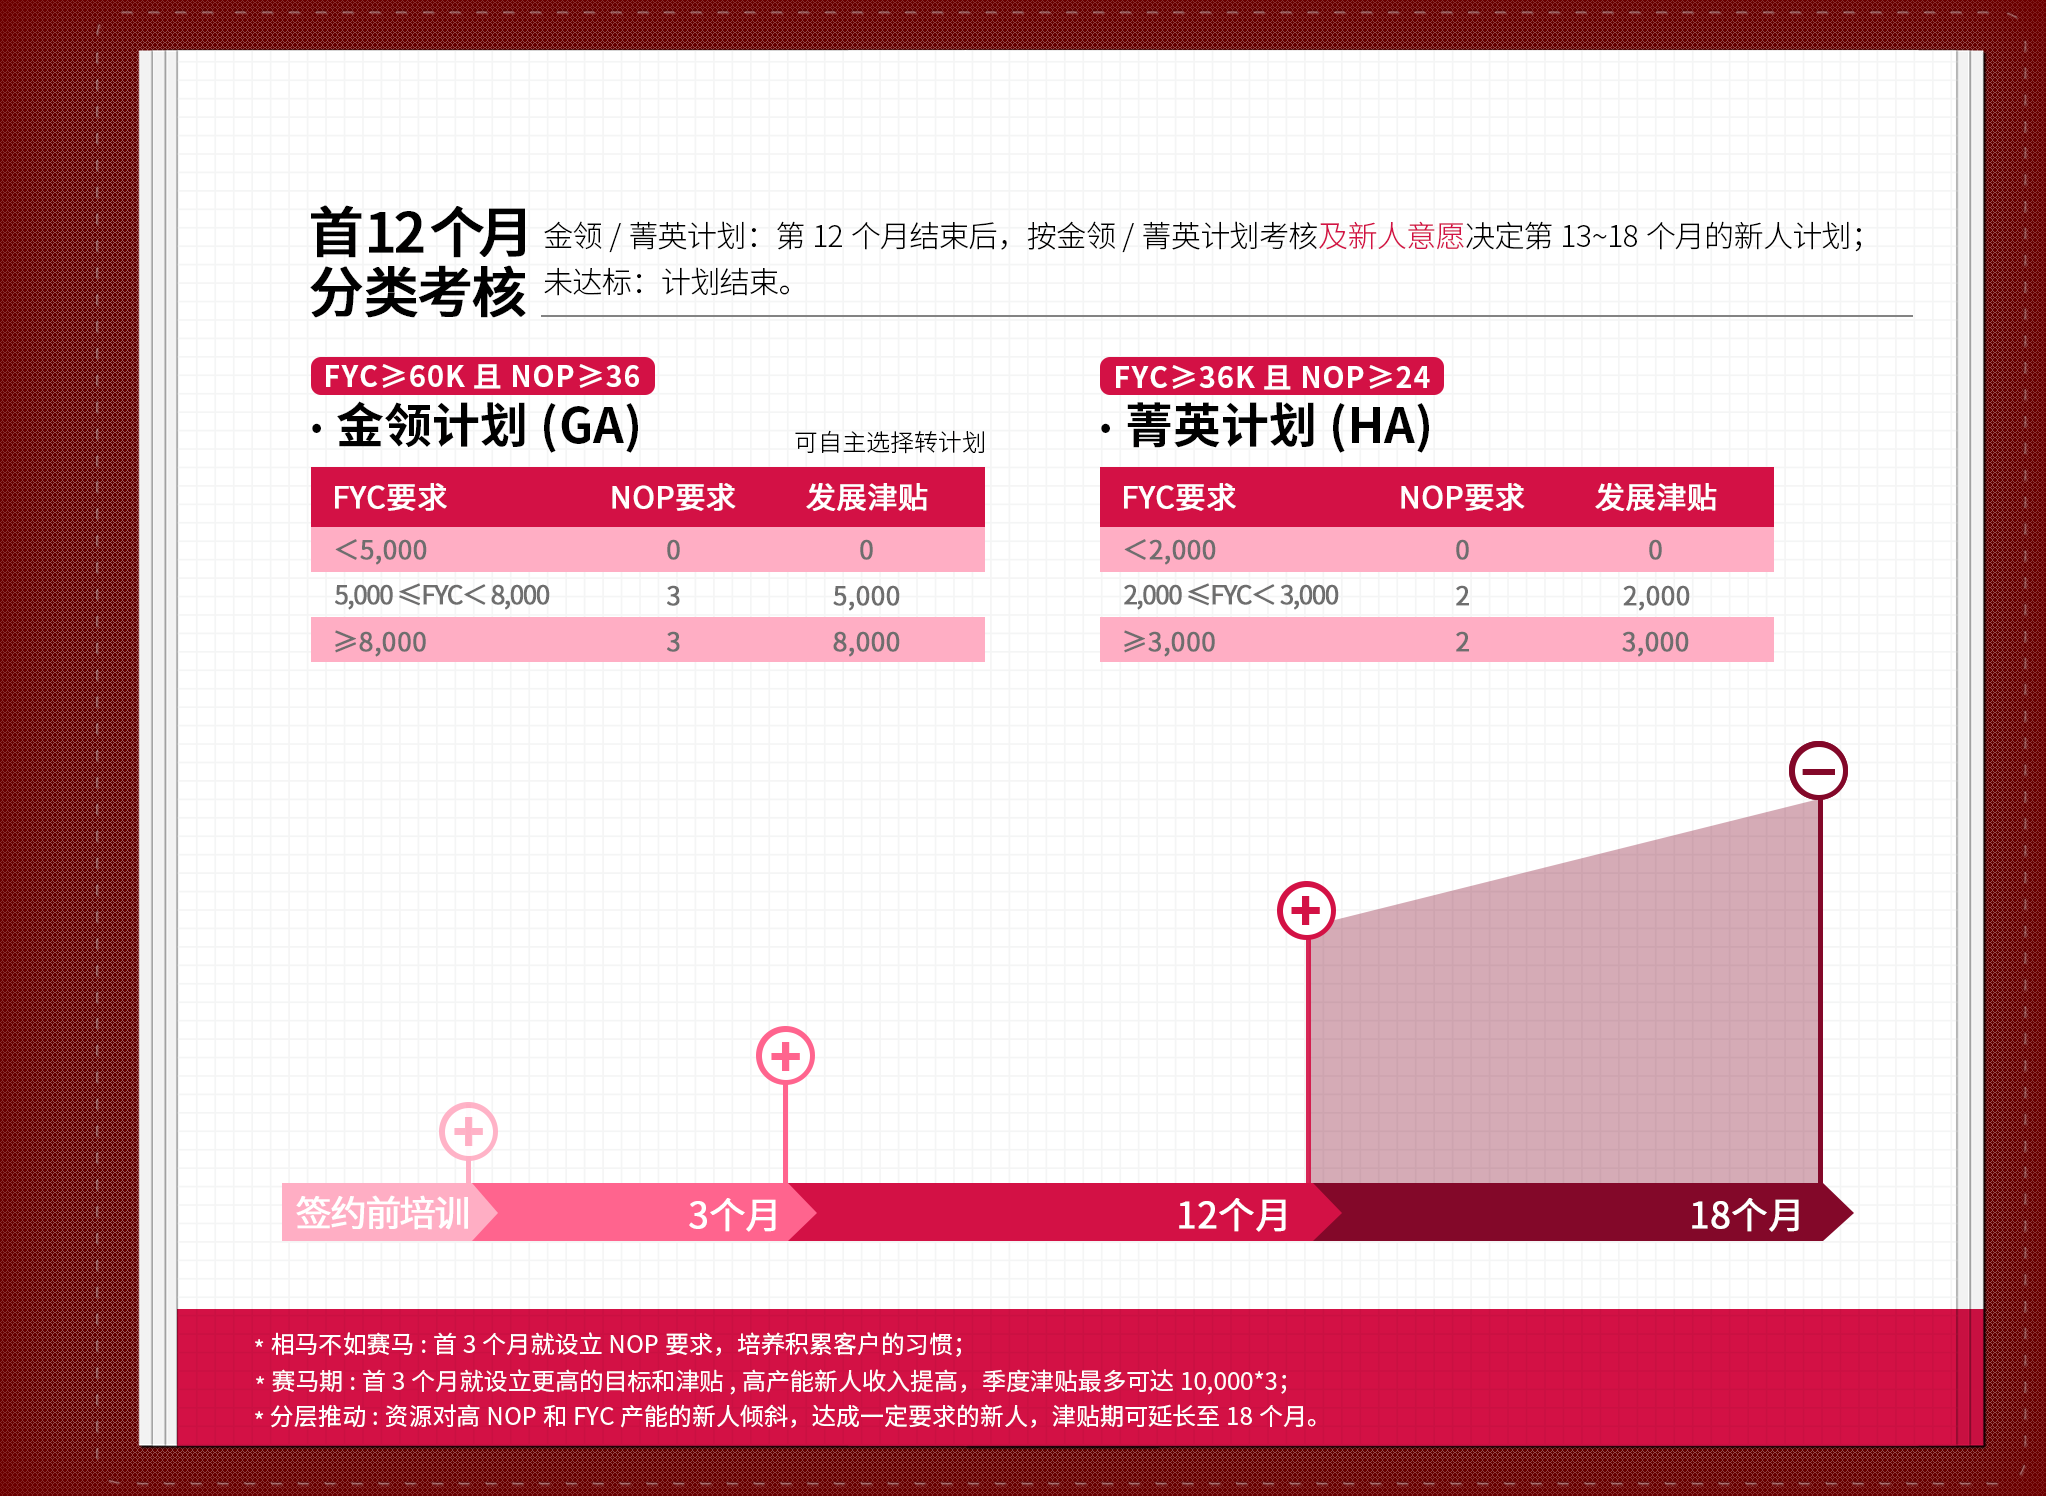 首12个月
分类考核
金领 / 菁英计划：第 12 个月结束后，按金领 / 菁英计划考核及新人意愿决定第 13~18 个月的新人计划；
未达标：计划结束。
FYC≥60K 且 NOP≥36
· 金领计划 (GA)
可自主选择转计划
FYC要求 NOP要求 发展津贴
＜5,000 0 0
5,000 ≤FYC＜ 8,000 3 5,000
≥8,000 3 8,000
FYC≥36K 且 NOP≥24
· 菁英计划 (HA)
FYC要求 NOP要求 发展津贴
＜2,000 0 0
2,000 ≤FYC＜ 3,000 2 2,000
≥3,000 2 3,000
签约前培训 3个月 12个月 18个月
* 相马不如赛马 : 首 3 个月就设立 NOP 要求，培养积累客户的习惯；
* 赛马期 : 首 3 个月就设立更高的目标和津贴 , 高产能新人收入提高，季度津贴最多可达 10,000*3；
* 分层推动 : 资源对高 NOP 和 FYC 产能的新人倾斜，达成一定要求的新人，津贴期可延长至 18 个月。